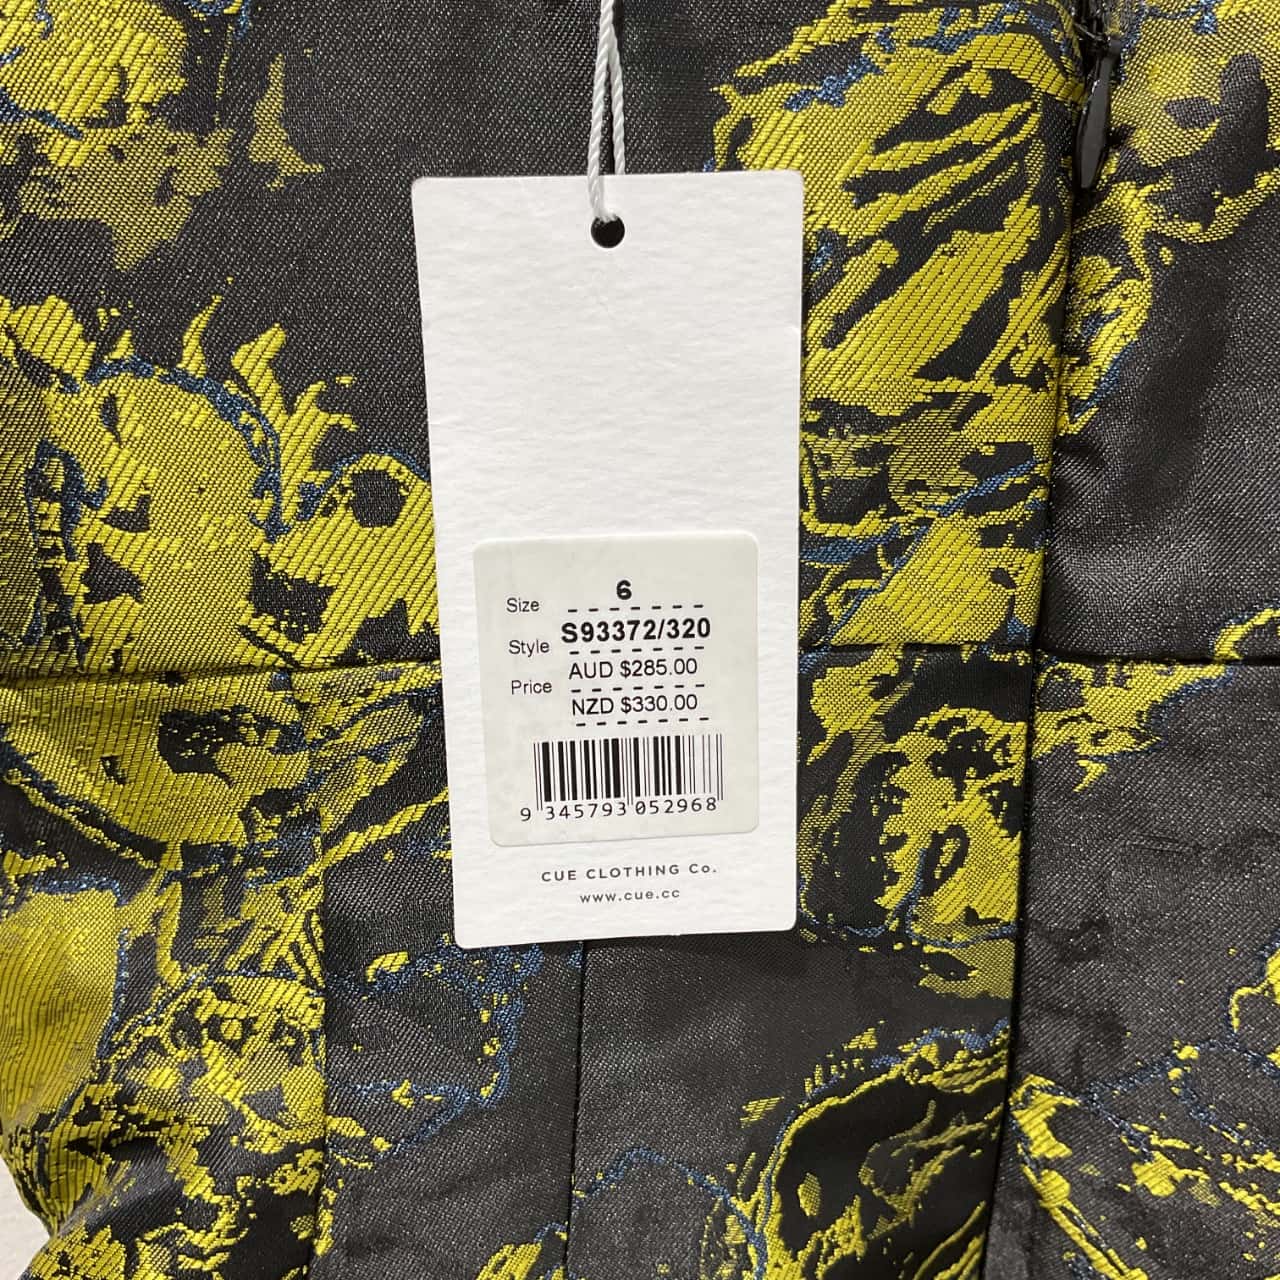 Size 6
Style S93372/320
Price AUD $285.00
NZD $330.00
9 345793 052968
CUE CLOTHING Co.
www.cue.cc